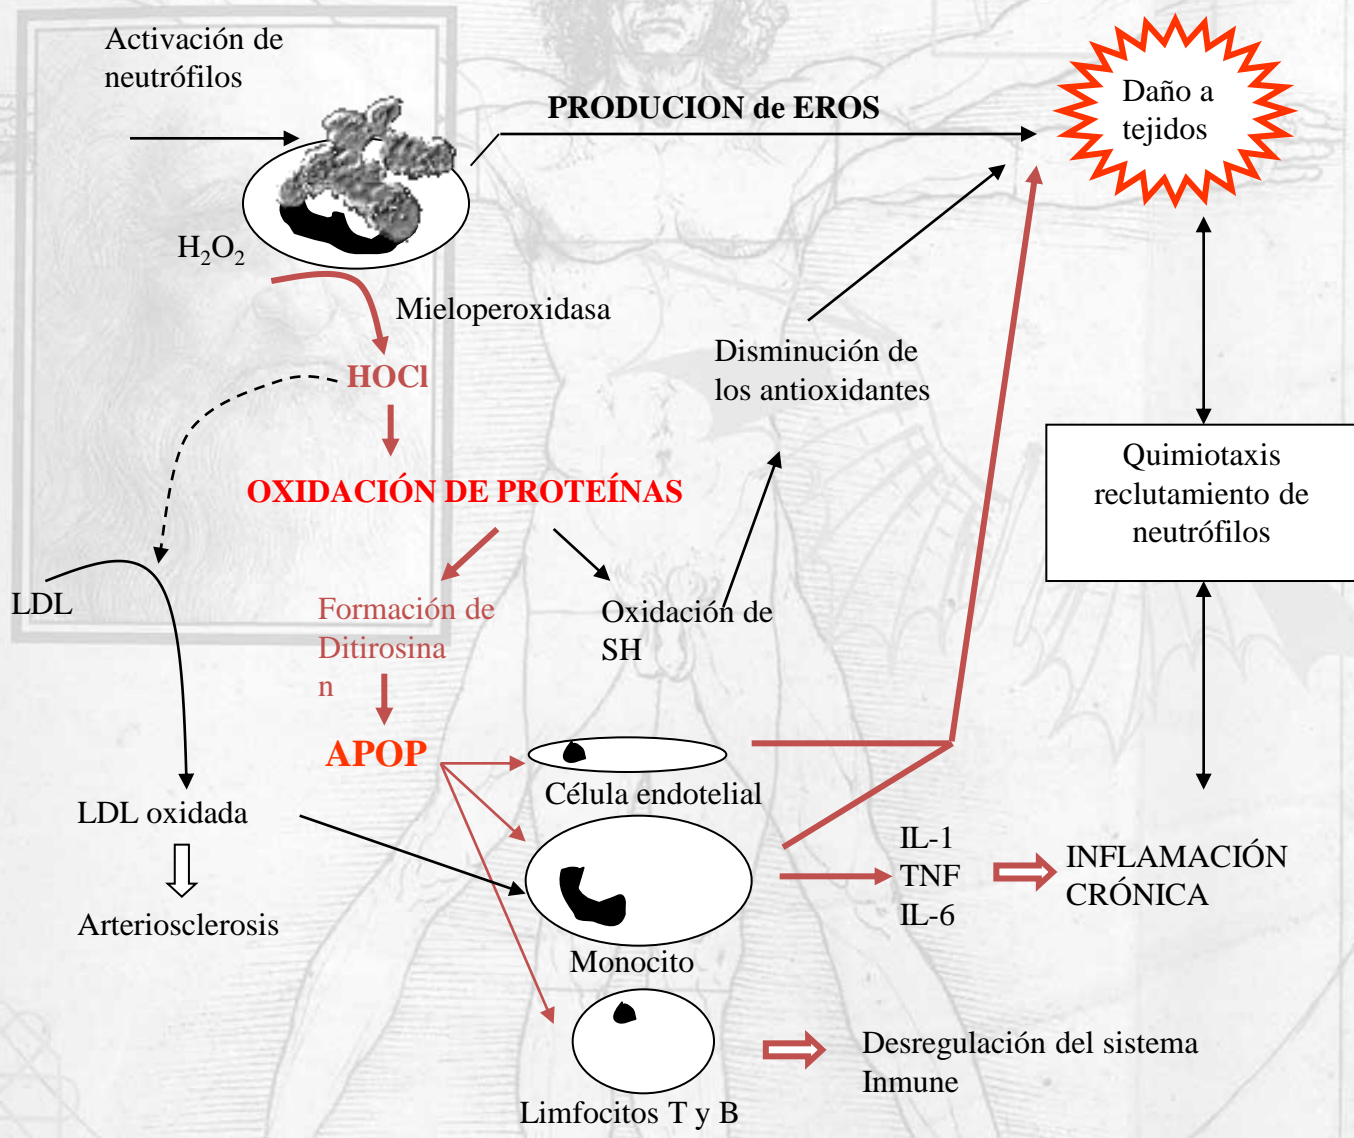 Activación de
neutrófilos
PRODUCION de EROS
Daño a
tejidos
H₂O₂
Mieloperoxidasa
HOCl
Disminución de
los antioxidantes
Quimiotaxis
reclutamiento de
neutrófilos
OXIDACIÓN DE PROTEÍNAS
LDL
Formación de
Ditirosina
n
Oxidación de
SH
APOP
Célula endotelial
LDL oxidada
IL-1
TNF
IL-6
INFLAMACIÓN
CRÓNICA
Arteriosclerosis
Monocito
Desregulación del sistema
Inmune
Limfocitos T y B